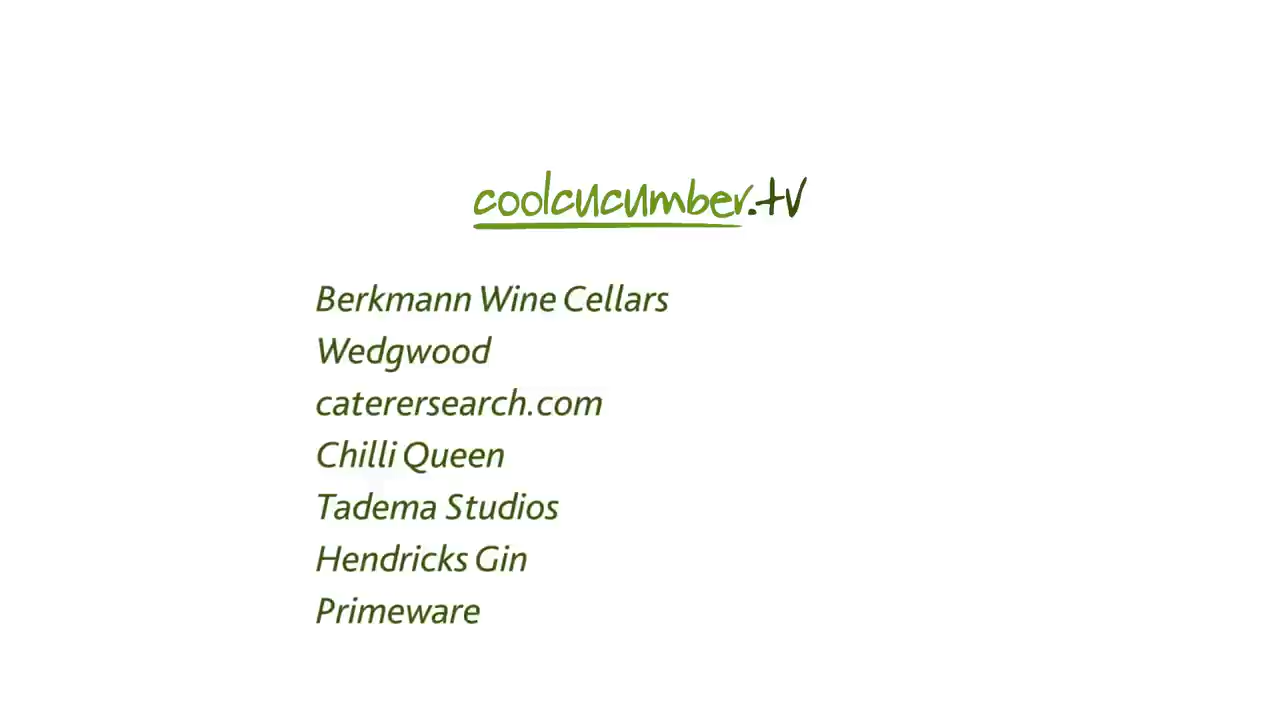 coolcucumber.tv
Berkmann Wine Cellars
Wedgwood
caterersearch.com
Chilli Queen
Tadema Studios
Hendricks Gin
Primeware